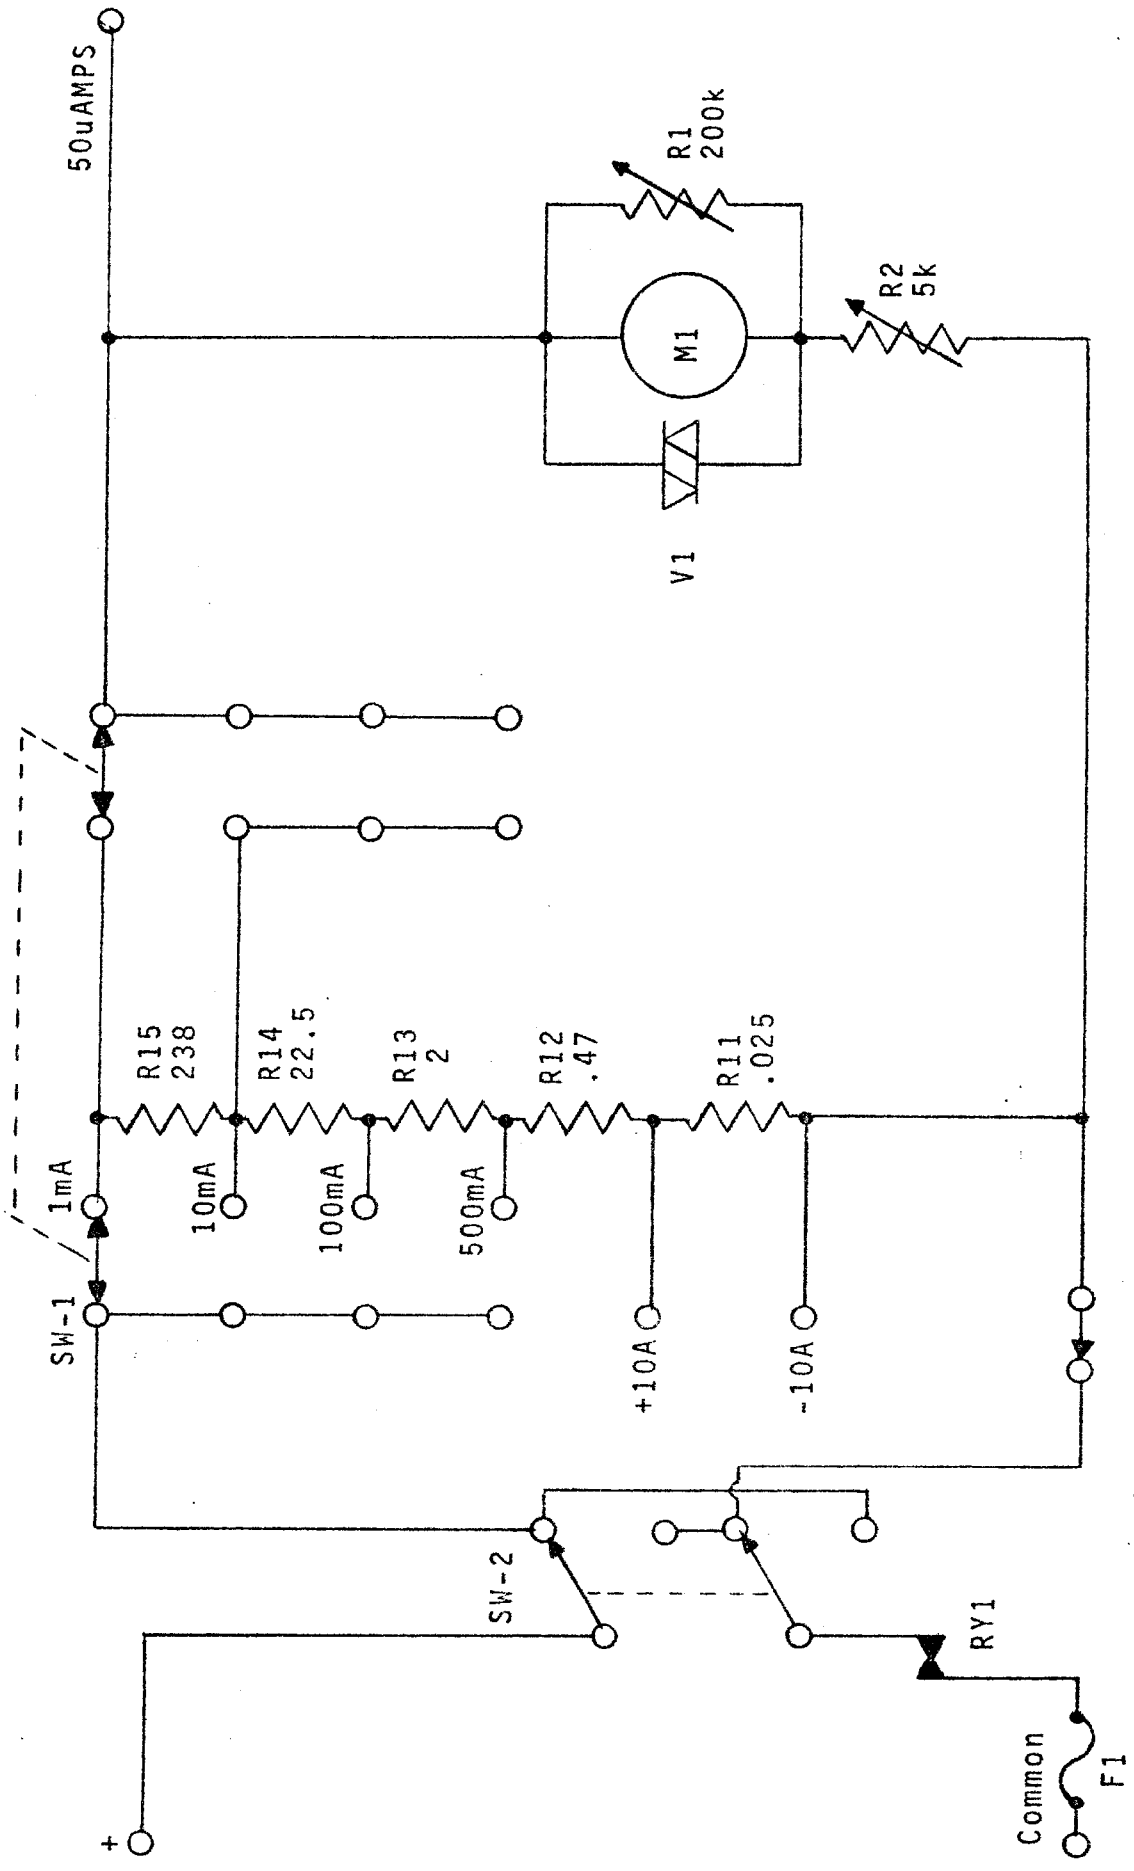 +
Common
F1
RY1
SW-2
SW-1
1mA
10mA
100mA
500mA
+10A
-10A
R15
238
R14
22.5
R13
2
R12
.47
R11
.025
V1
M1
R1
200k
R2
5k
50uAMPS